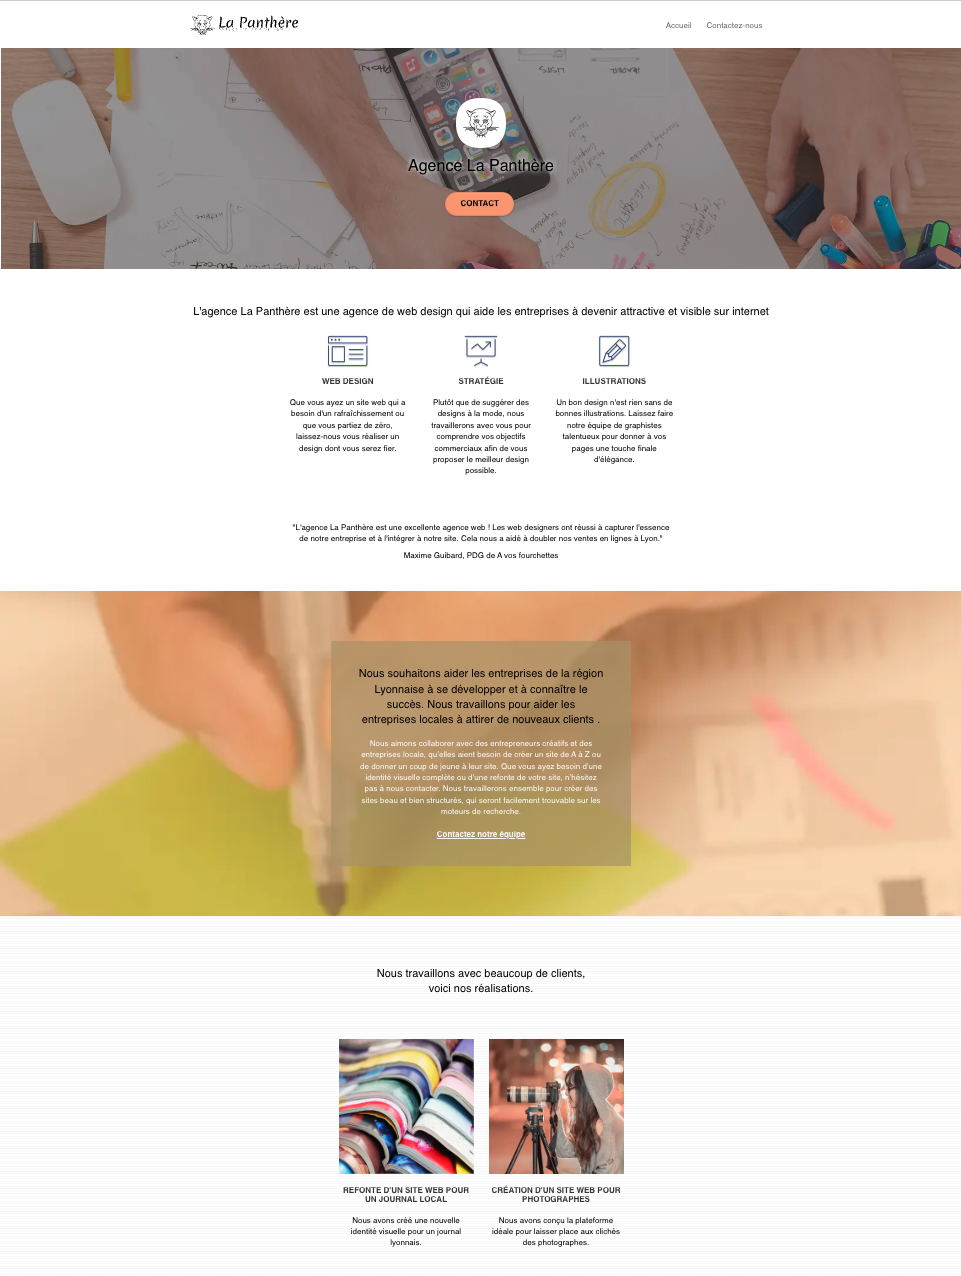 La Panthère
Accueil
Contactez-nous
Agence La Panthère
CONTACT
L'agence La Panthère est une agence de web design qui aide les entreprises à devenir attractive et visible sur internet
WEB DESIGN
Que vous ayez un site web qui a
besoin d'un rafraîchissement ou
que vous partiez de zéro,
laissez-nous vous réaliser un
design dont vous serez fier.
STRATÉGIE
Plutôt que de suggérer des
designs à la mode, nous
travaillerons avec vous pour
comprendre vos objectifs
commerciaux afin de vous
proposer le meilleur design
possible.
ILLUSTRATIONS
Un bon design n'est rien sans de
bonnes illustrations. Laissez faire
notre équipe de graphistes
talentueux pour donner à vos
pages une touche finale
d'élégance.
"L'agence La Panthère est une excellente agence web ! Les web designers ont réussi à capturer l'essence
de notre entreprise et à l'intégrer à notre site. Cela nous a aidé à doubler nos ventes en lignes à Lyon."
Maxime Guibard, PDG de A vos fourchettes
Nous souhaitons aider les entreprises de la région
Lyonnaise à se développer et à connaître le
succès. Nous travaillons pour aider les
entreprises locales à attirer de nouveaux clients .
Nous aimons collaborer avec des entrepreneurs créatifs et des
entreprises locale, qu'elles aient besoin de créer un site de A à Z ou
de donner un coup de jeune à leur site. Que vous ayez besoin d'une
identité visuelle complète ou d'une refonte de votre site, n'hésitez
pas à nous contacter. Nous travaillerons ensemble pour créer des
sites beau et bien structurés, qui seront facilement trouvable sur les
moteurs de recherche.
Contactez notre équipe
Nous travaillons avec beaucoup de clients,
voici nos réalisations.
REFONTE D'UN SITE WEB POUR
UN JOURNAL LOCAL
Nous avons créé une nouvelle
identité visuelle pour un journal
lyonnais.
CRÉATION D'UN SITE WEB POUR
PHOTOGRAPHES
Nous avons conçu la plateforme
idéale pour laisser place aux clichés
des photographes.